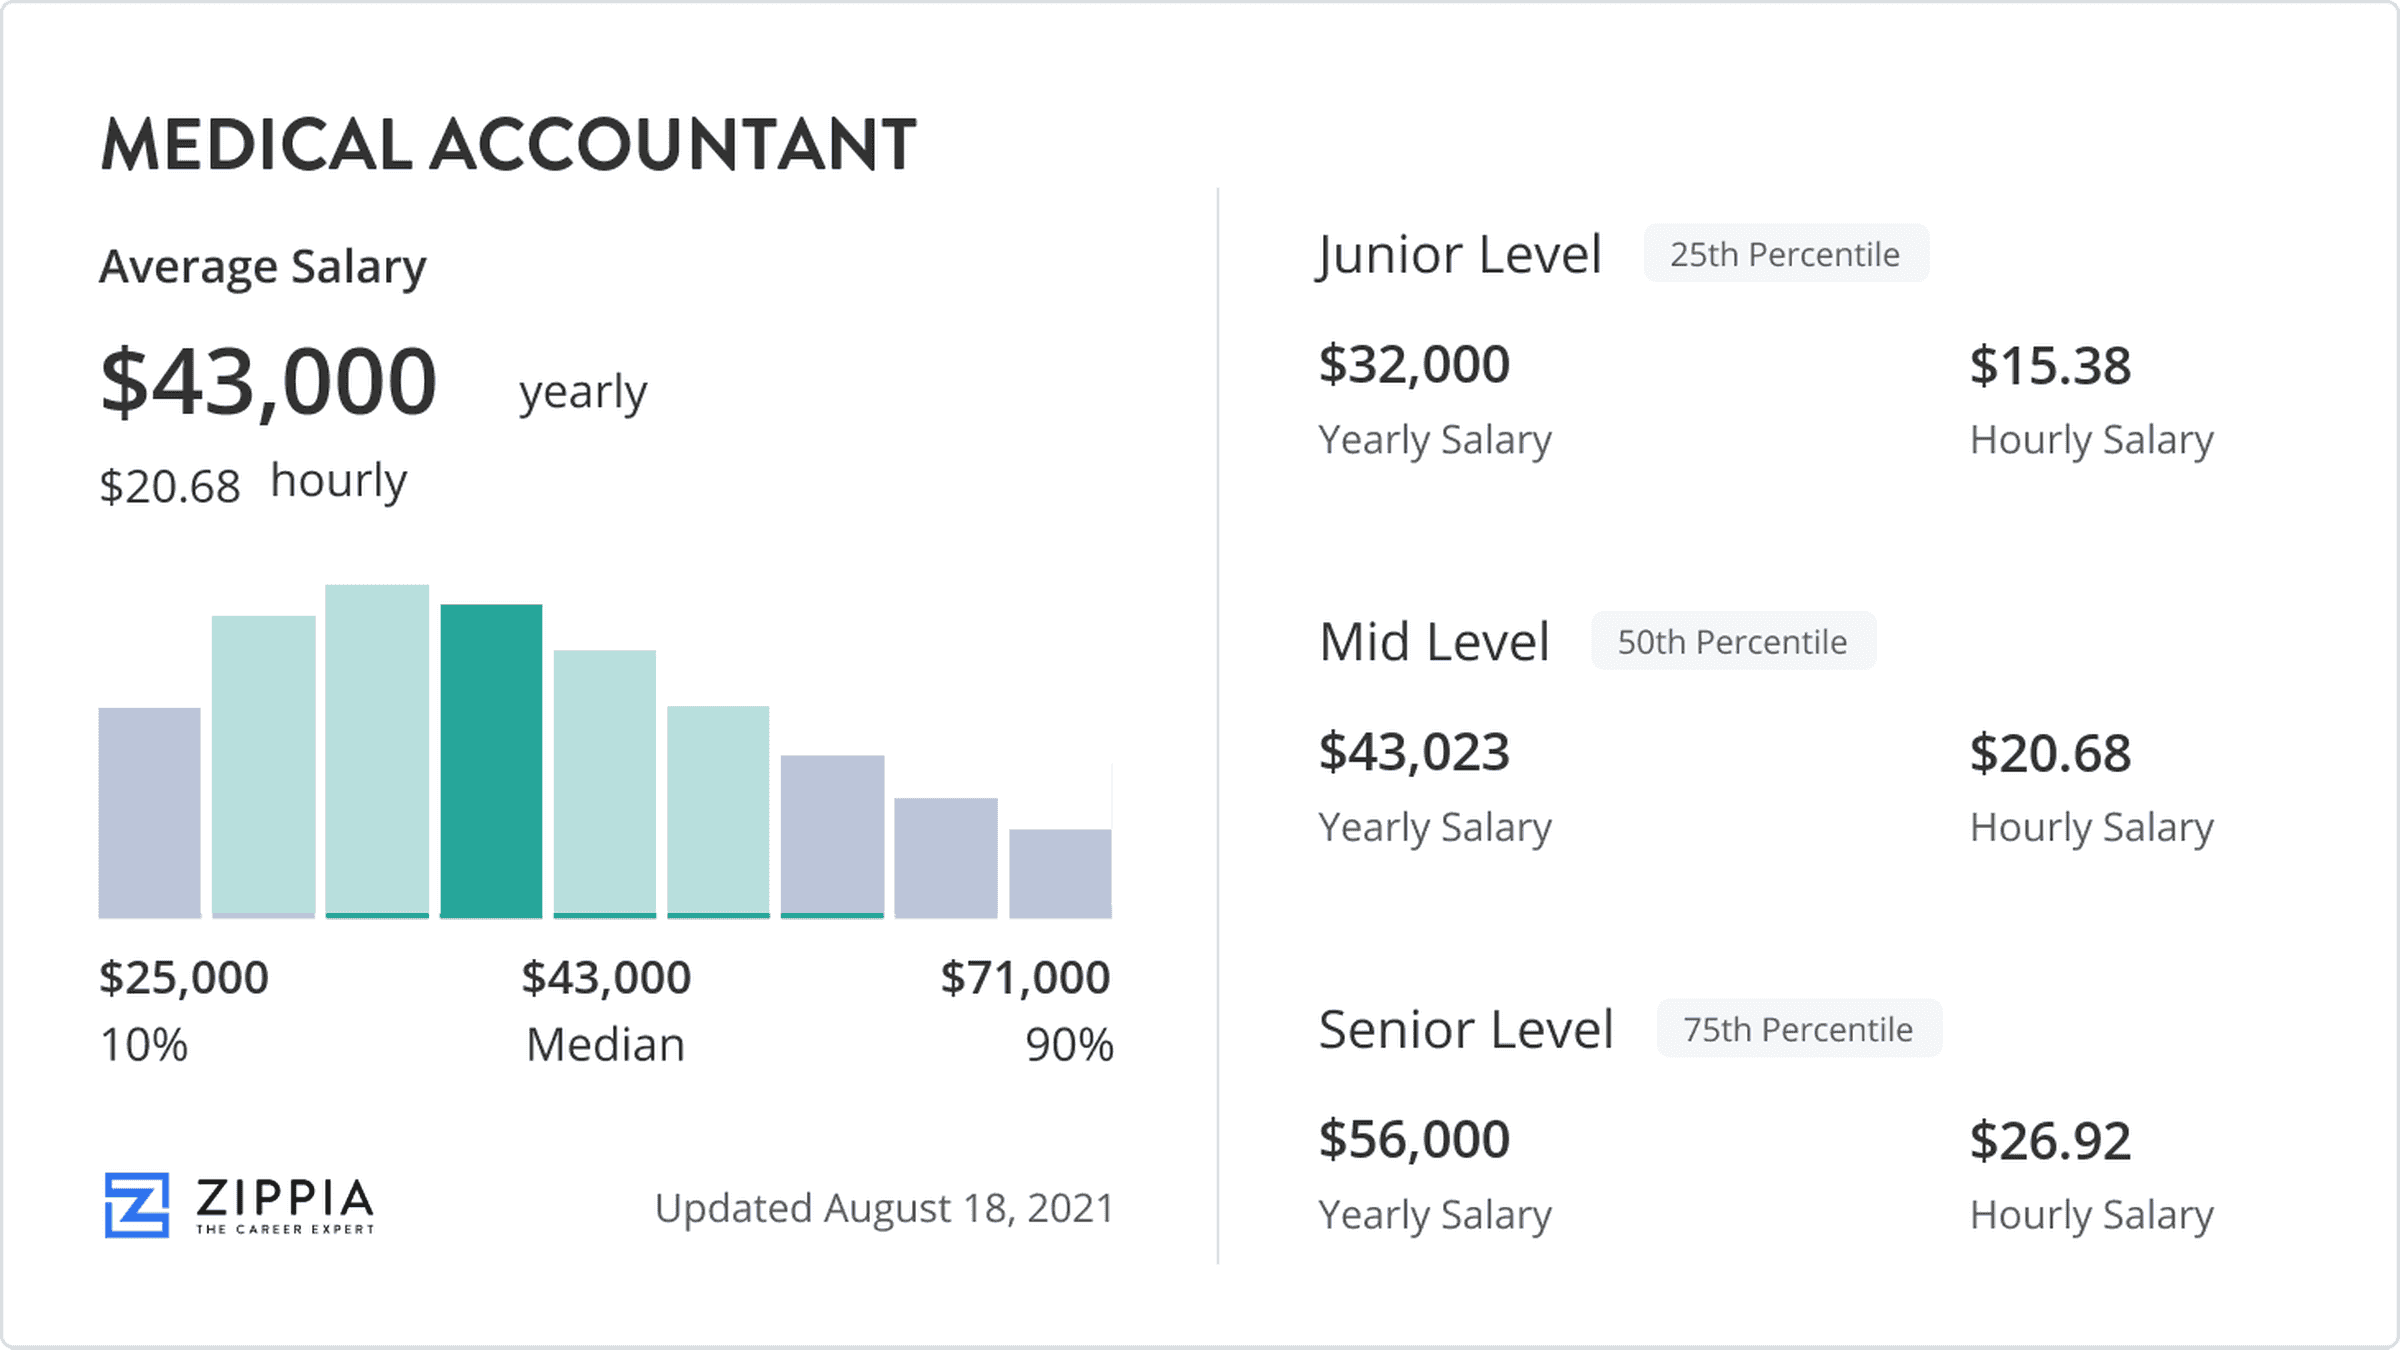 MEDICAL ACCOUNTANT
Average Salary
$43,000 yearly
$20.68 hourly
$25,000 $43,000 $71,000
10% Median 90%
ZIPPIA
THE CAREER EXPERT
Updated August 18, 2021
Junior Level 25th Percentile
$32,000 $15.38
Yearly Salary Hourly Salary
Mid Level 50th Percentile
$43,023 $20.68
Yearly Salary Hourly Salary
Senior Level 75th Percentile
$56,000 $26.92
Yearly Salary Hourly Salary